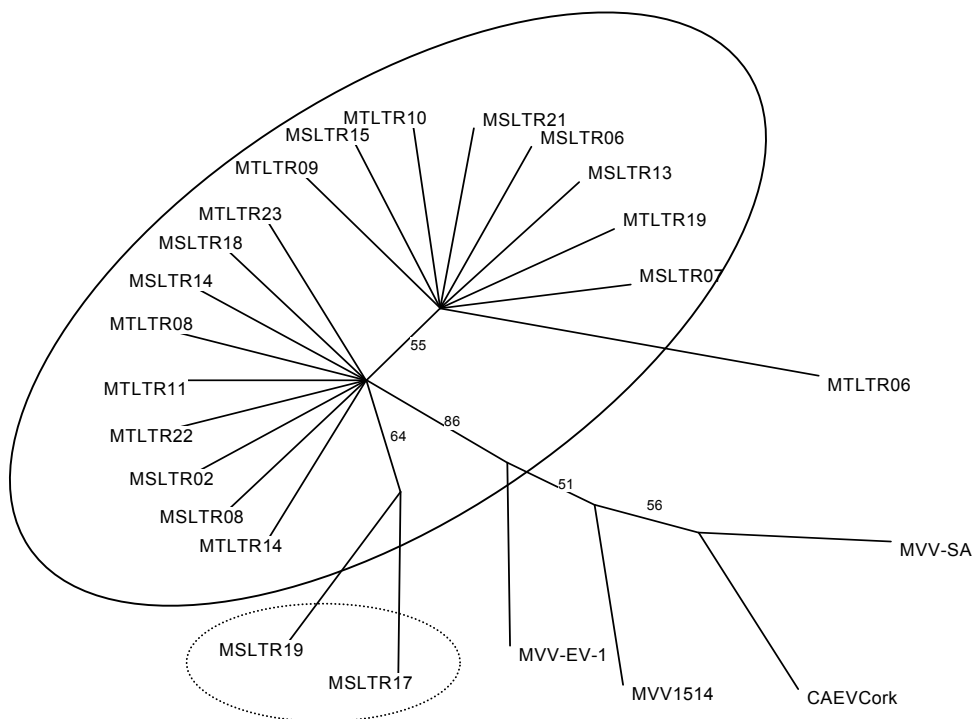 MTLTR10
MSLTR21
MSLTR15
MSLTR06
MTLTR09
MSLTR13
MTLTR23
MTLTR19
MSLTR18
MSLTR07
MSLTR14
MTLTR08
55
MTLTR11
MTLTR06
86
64
MTLTR22
MSLTR02
51
56
MSLTR08
MTLTR14
MVV-SA
MSLTR19
MVV-EV-1
MSLTR17
MVV1514
CAEVCork